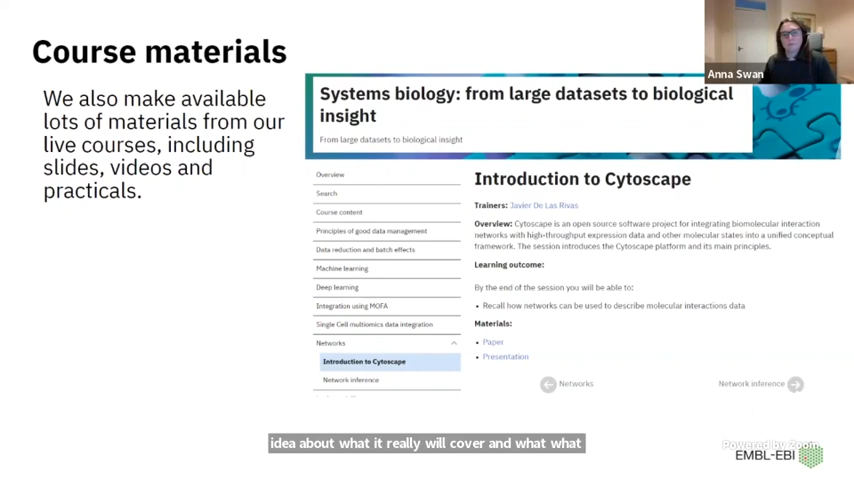 Course materials
We also make available
lots of materials from our
live courses, including
slides, videos and
practicals.
Anna Swan
Systems biology: from large datasets to biological
insight
From large datasets to biological insight
Overview
Search
Course content
Principles of good data management
Data reduction and batch effects
Machine learning
Deep learning
Integration using MOFA
Single Cell multiomics data integration
Networks
Introduction to Cytoscape
Network inference
Introduction to Cytoscape
Trainers: Javier De Las Rivas
Overview: Cytoscape is an open source software project for integrating biomolecular interaction
networks with high-throughput expression data and other molecular states into a unified conceptual
framework. The session introduces the Cytoscape platform and its main principles.
Learning outcome:
By the end of the session you will be able to:
• Recall how networks can be used to describe molecular interactions data
Materials:
• Paper
• Presentation
Networks
Network inference
idea about what it really will cover and what what
Powered by Zoom
EMBL-EBI